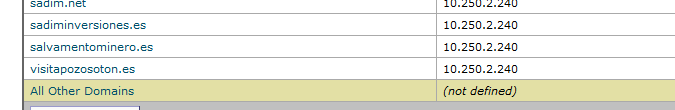 sadim.net 10.250.2.240
sadiminversiones.es 10.250.2.240
salvamentominero.es 10.250.2.240
visitapozosoton.es 10.250.2.240
All Other Domains (not defined)